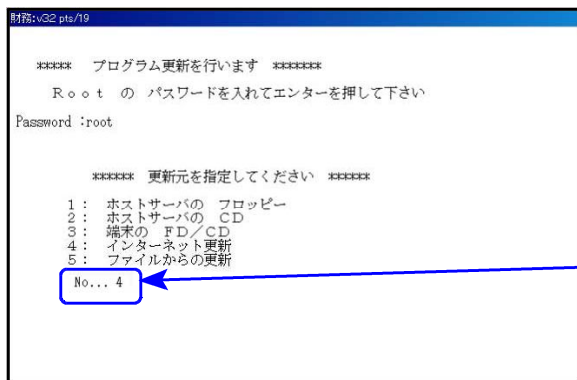 財務:v32 pts/19
***** プログラム更新を行います *******
Root の パスワードを入れてエンターを押して下さい
Password :root
****** 更新元を指定してください ******
1: ホストサーバの フロッピー
2: ホストサーバの CD
3: 端末の FD/CD
4: インターネット更新
5: ファイルからの更新
No... 4